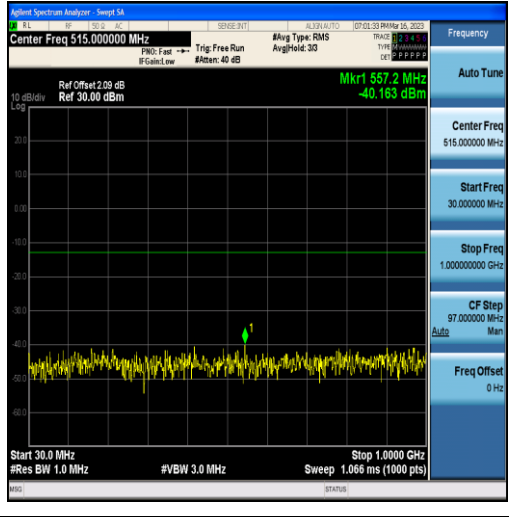 Agilent Spectrum Analyzer - Swept SA
RL RF 50 Ω AC SENSE:INT ALIGN AUTO 07:01:33 PM Mar 16, 2023
Center Freq 515.000000 MHz
PNO: Fast
IFGain:Low
Trig: Free Run
#Atten: 40 dB
#Avg Type: RMS
Avg|Hold: 3/3
TRACE 1 2 3 4 5 6
TYPE M
DET P P P P P P
Ref Offset 2.09 dB
10 dB/div Ref 30.00 dBm
Log
Mkr1 557.2 MHz
-40.163 dBm
20.0
10.0
0.00
-10.0
-20.0
-30.0
-40.0
-50.0
-60.0
1
Start 30.0 MHz
#Res BW 1.0 MHz
#VBW 3.0 MHz
Stop 1.0000 GHz
Sweep 1.066 ms (1000 pts)
MSG
STATUS
Frequency
Auto Tune
Center Freq
515.000000 MHz
Start Freq
30.000000 MHz
Stop Freq
1.000000000 GHz
CF Step
97.000000 MHz
Auto Man
Freq Offset
0 Hz